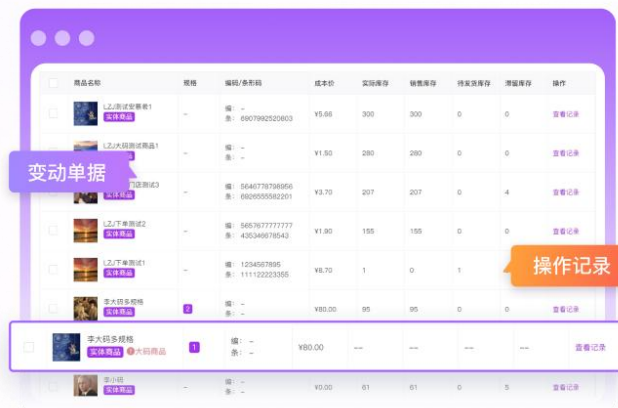 商品名称 规格 编码/条形码 成本价 实际库存 销售库存 待发货库存 滞留库存 操作
LZJ测试安赛者1
实体商品
-
编： -
条： 6907992520603
¥5.66 300 300 0 0 查看记录
LZJ大码测试商品1
-
编： -
条： -
¥1.50 280 280 0 0 查看记录
变动单据
门店测试3
实体商品
-
编： 5646778798956
条： 6926555582201
¥3.70 207 207 0 4 查看记录
LZJ下单测试2
实体商品
-
编： 5657677777777
条： 435346678543
¥1.90 155 155 0 0 查看记录
LZJ下单测试1
实体商品
-
编： 1234567895
条： 111122223355
¥8.70 1 0 1
操作记录
李大码多规格
实体商品
2
编： -
条： -
¥80.00 95 95 0 0 查看记录
李大码多规格
实体商品 大码商品
1
编： -
条： -
¥80.00 -- -- -- -- 查看记录
李小码
实体商品
-
编： -
条： -
¥0.00 61 61 0 5 查看记录